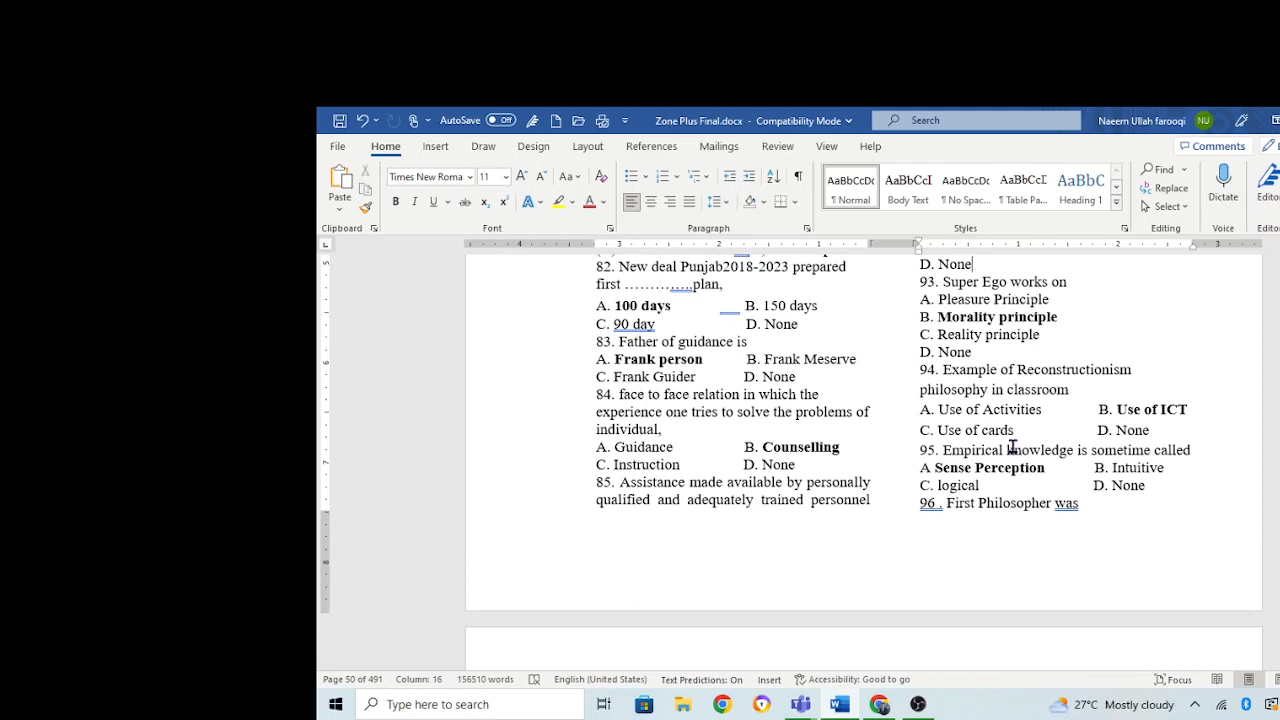 AutoSave Off Zone Plus Final.docx - Compatibility Mode Search Naeem Ullah farooqi NU
File Home Insert Draw Design Layout References Mailings Review View Help Comments
Paste Times New Roma 11 Aa AaBbCcDc AaBbCcI AaBbCcDc AaBbCcDc AaBbC Find Replace Select Dictate
¶ Normal Body Text ¶ No Spac... ¶ Table Pa... Heading 1
Clipboard Font Paragraph Styles Editing Voice
82. New deal Punjab2018-2023 prepared
first …………..plan,
A. 100 days B. 150 days
C. 90 day D. None
83. Father of guidance is
A. Frank person B. Frank Meserve
C. Frank Guider D. None
84. face to face relation in which the
experience one tries to solve the problems of
individual,
A. Guidance B. Counselling
C. Instruction D. None
85. Assistance made available by personally
qualified and adequately trained personnel
D. None
93. Super Ego works on
A. Pleasure Principle
B. Morality principle
C. Reality principle
D. None
94. Example of Reconstructionism
philosophy in classroom
A. Use of Activities B. Use of ICT
C. Use of cards D. None
95. Empirical knowledge is sometime called
A Sense Perception B. Intuitive
C. logical D. None
96 . First Philosopher was
Page 50 of 491 Column: 16 156510 words English (United States) Text Predictions: On Insert Accessibility: Good to go Focus
Type here to search 27°C Mostly cloudy